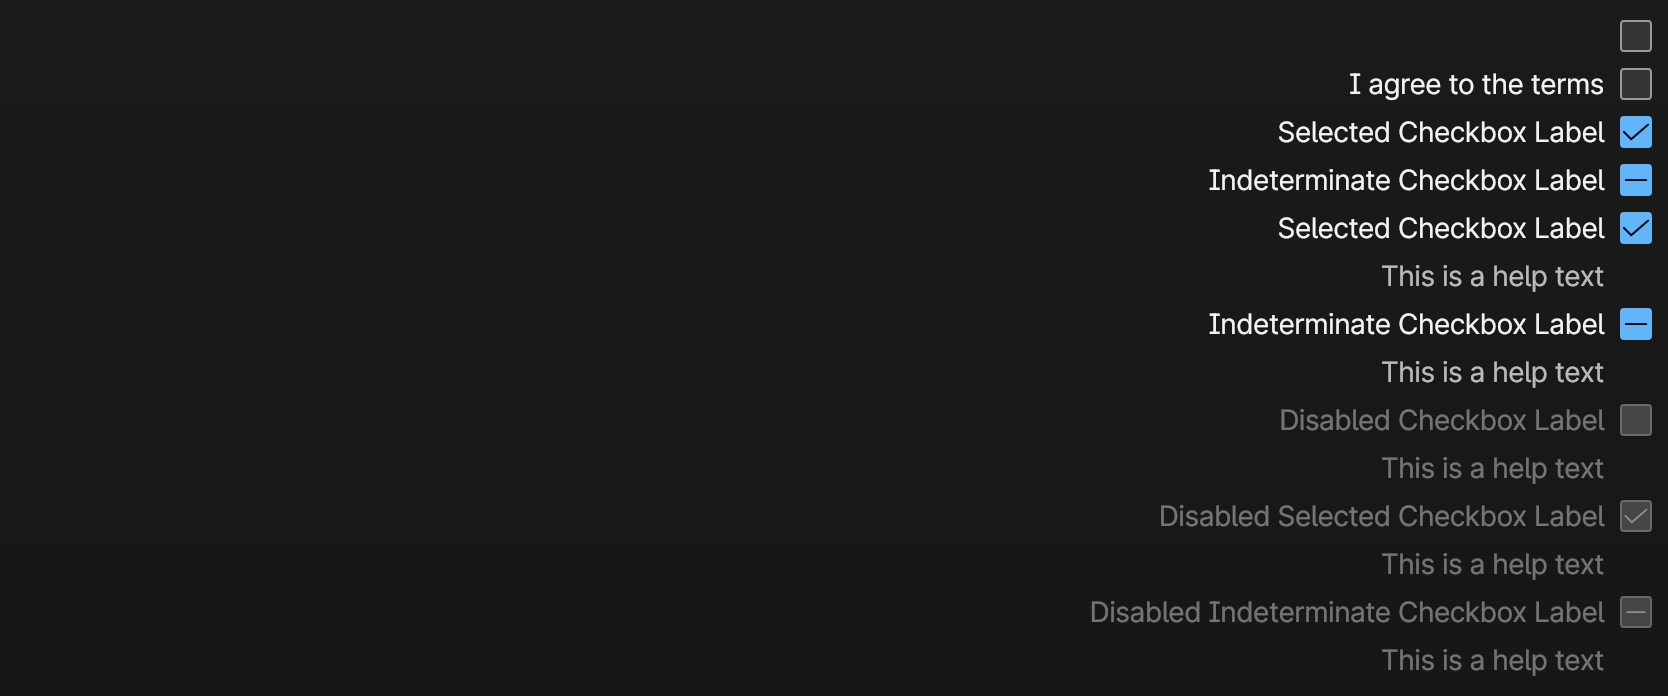 I agree to the terms
Selected Checkbox Label
Indeterminate Checkbox Label
Selected Checkbox Label
This is a help text
Indeterminate Checkbox Label
This is a help text
Disabled Checkbox Label
This is a help text
Disabled Selected Checkbox Label
This is a help text
Disabled Indeterminate Checkbox Label
This is a help text